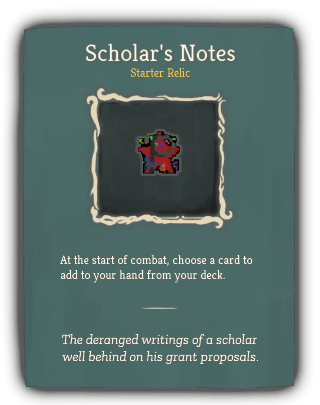 Scholar's Notes
Starter Relic
At the start of combat, choose a card to
add to your hand from your deck.
The deranged writings of a scholar
well behind on his grant proposals.